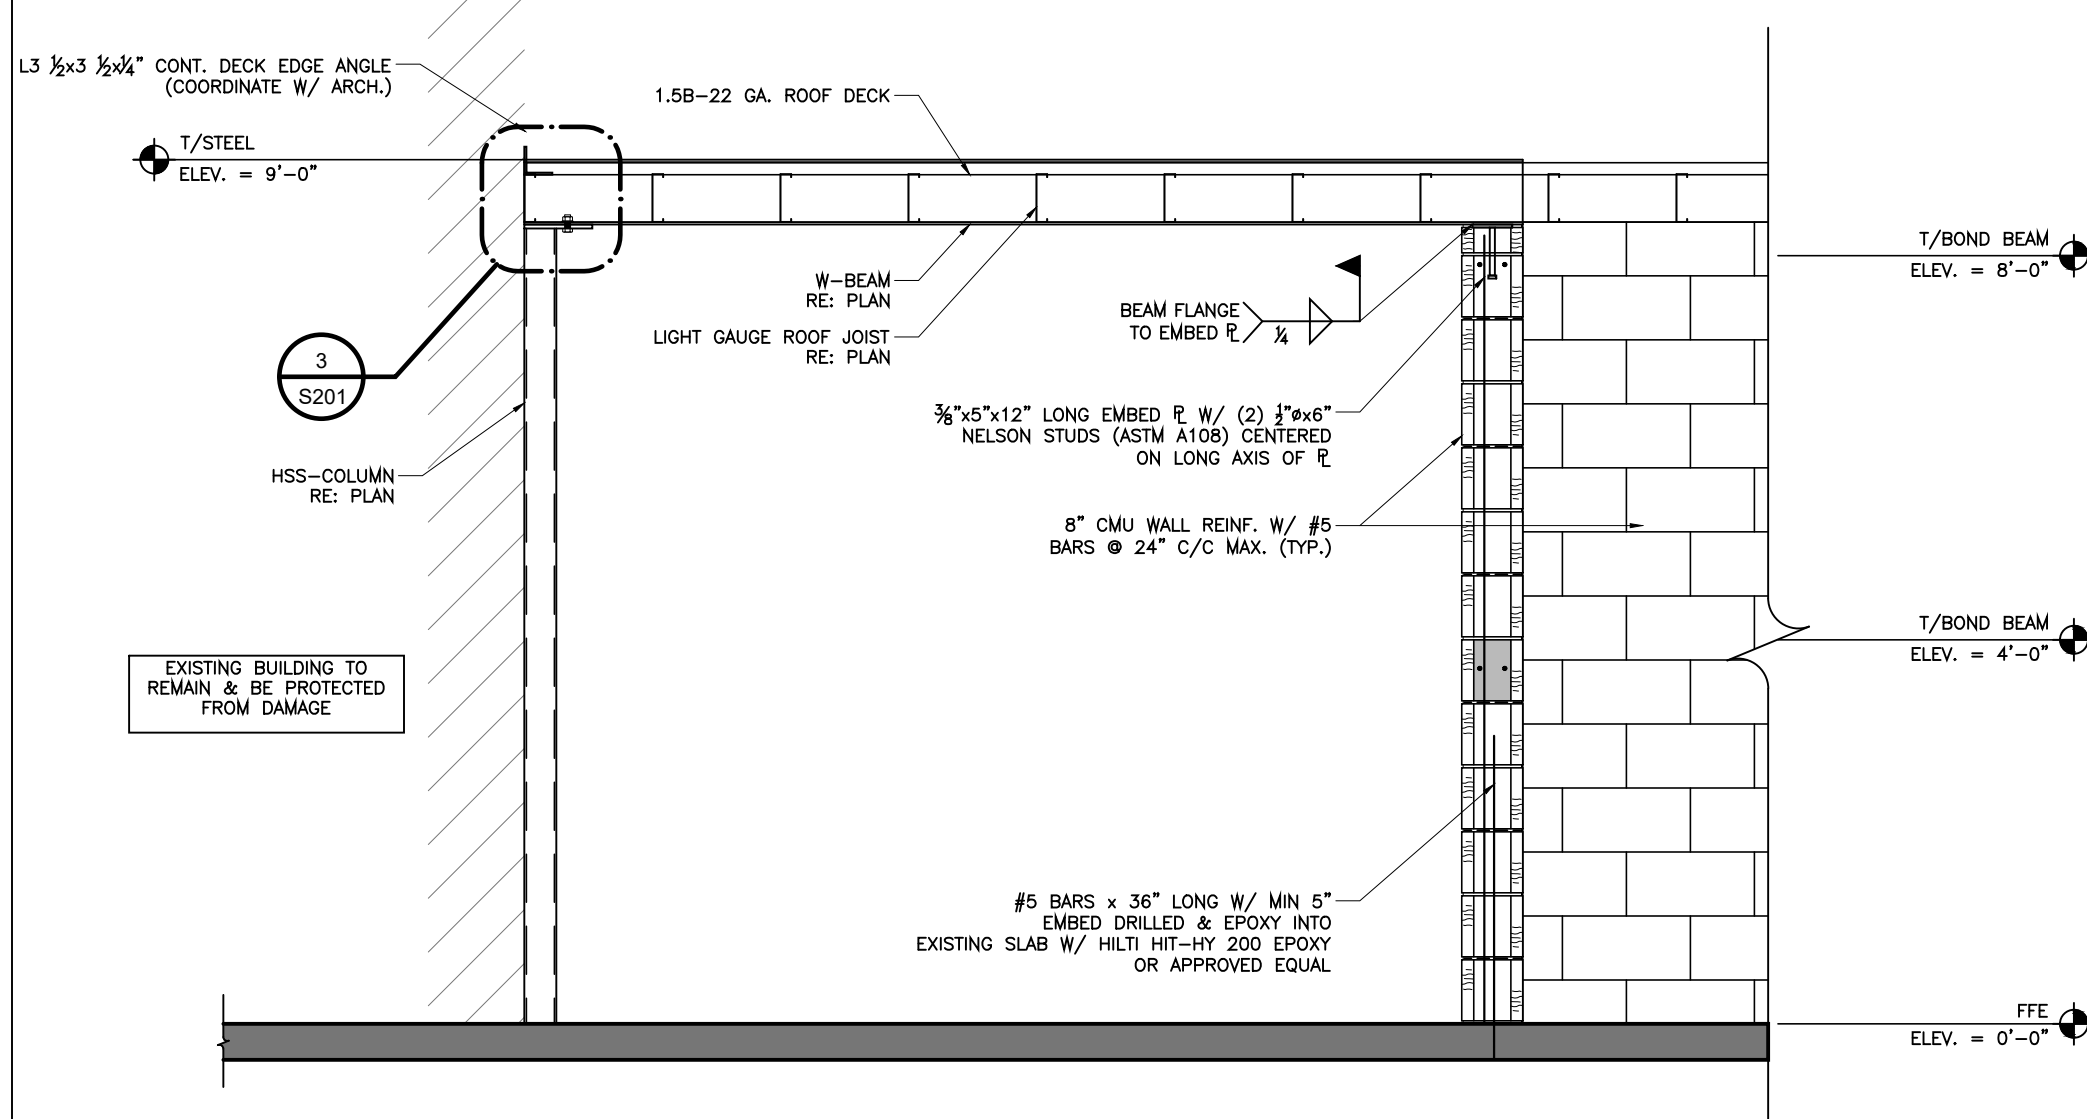 L3 ½x3 ½x¼" CONT. DECK EDGE ANGLE
(COORDINATE W/ ARCH.)
1.5B-22 GA. ROOF DECK
T/STEEL
ELEV. = 9'-0"
T/BOND BEAM
ELEV. = 8'-0"
W-BEAM
RE: PLAN
BEAM FLANGE
TO EMBED ℄
¼
LIGHT GAUGE ROOF JOIST
RE: PLAN
3
S201
⅜"x5"x12" LONG EMBED ℄ W/ (2) ½"øx6"
NELSON STUDS (ASTM A108) CENTERED
ON LONG AXIS OF ℄
HSS-COLUMN
RE: PLAN
8" CMU WALL REINF. W/ #5
BARS @ 24" C/C MAX. (TYP.)
T/BOND BEAM
ELEV. = 4'-0"
EXISTING BUILDING TO
REMAIN & BE PROTECTED
FROM DAMAGE
#5 BARS x 36" LONG W/ MIN 5"
EMBED DRILLED & EPOXY INTO
EXISTING SLAB W/ HILTI HIT-HY 200 EPOXY
OR APPROVED EQUAL
FFE
ELEV. = 0'-0"